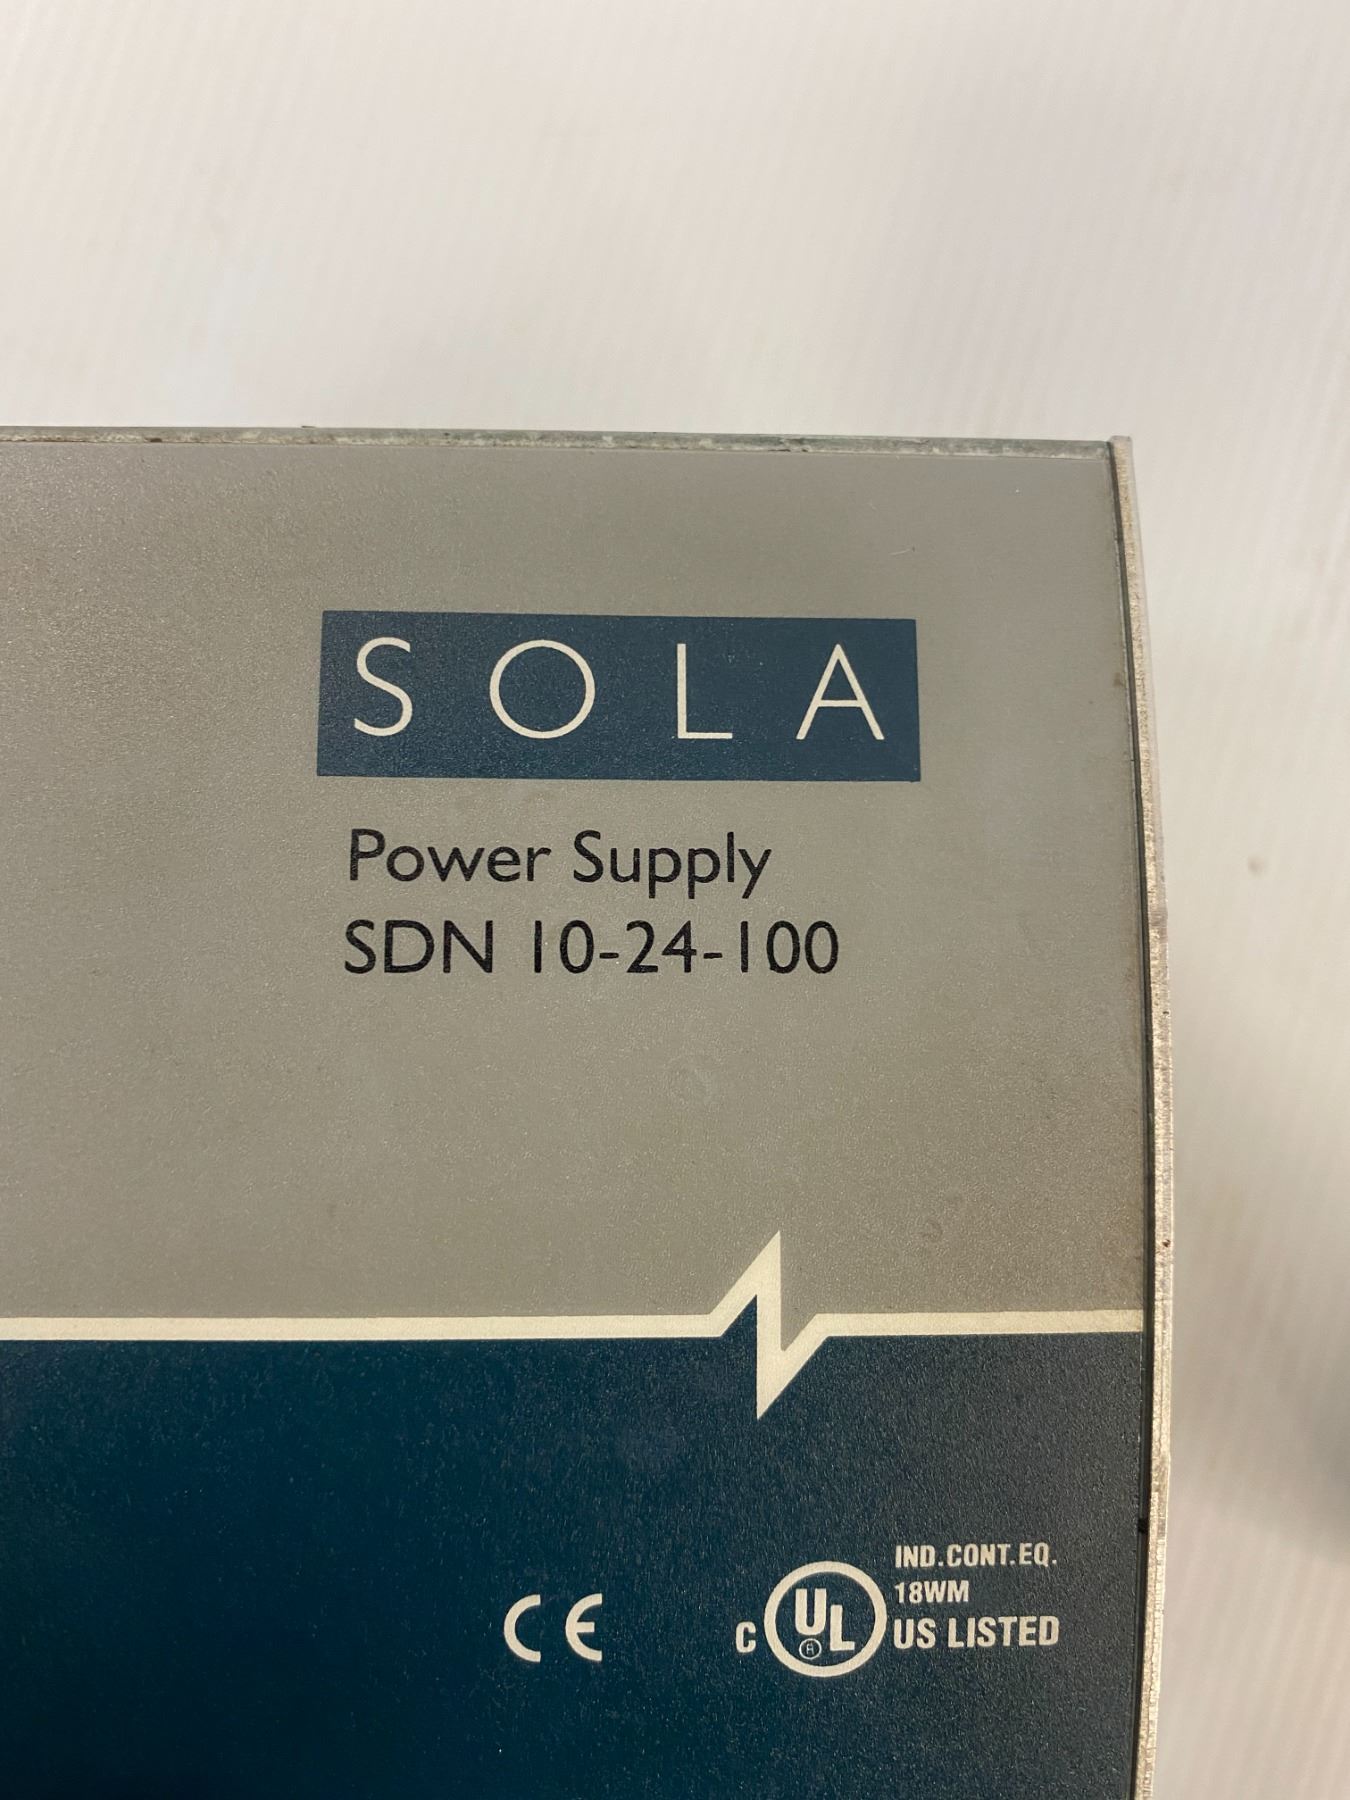 SOLA
Power Supply
SDN 10-24-100
IND.CONT.EQ.
18WM
CE C UL US LISTED